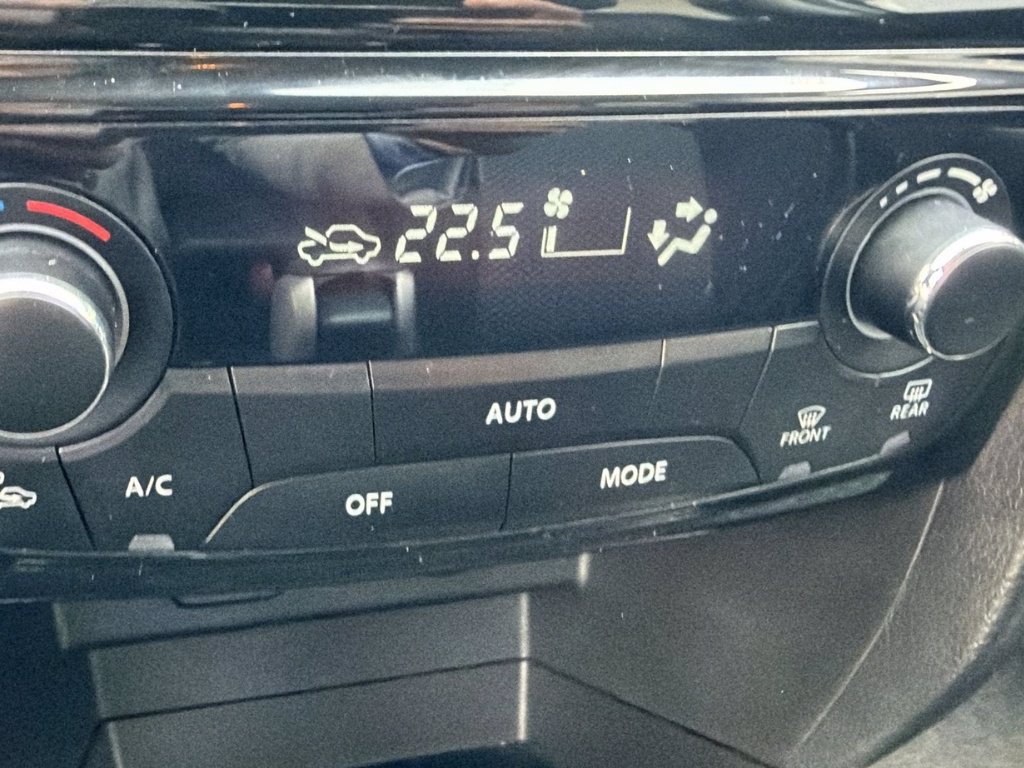 22.5
AUTO
A/C
OFF
MODE
FRONT
REAR